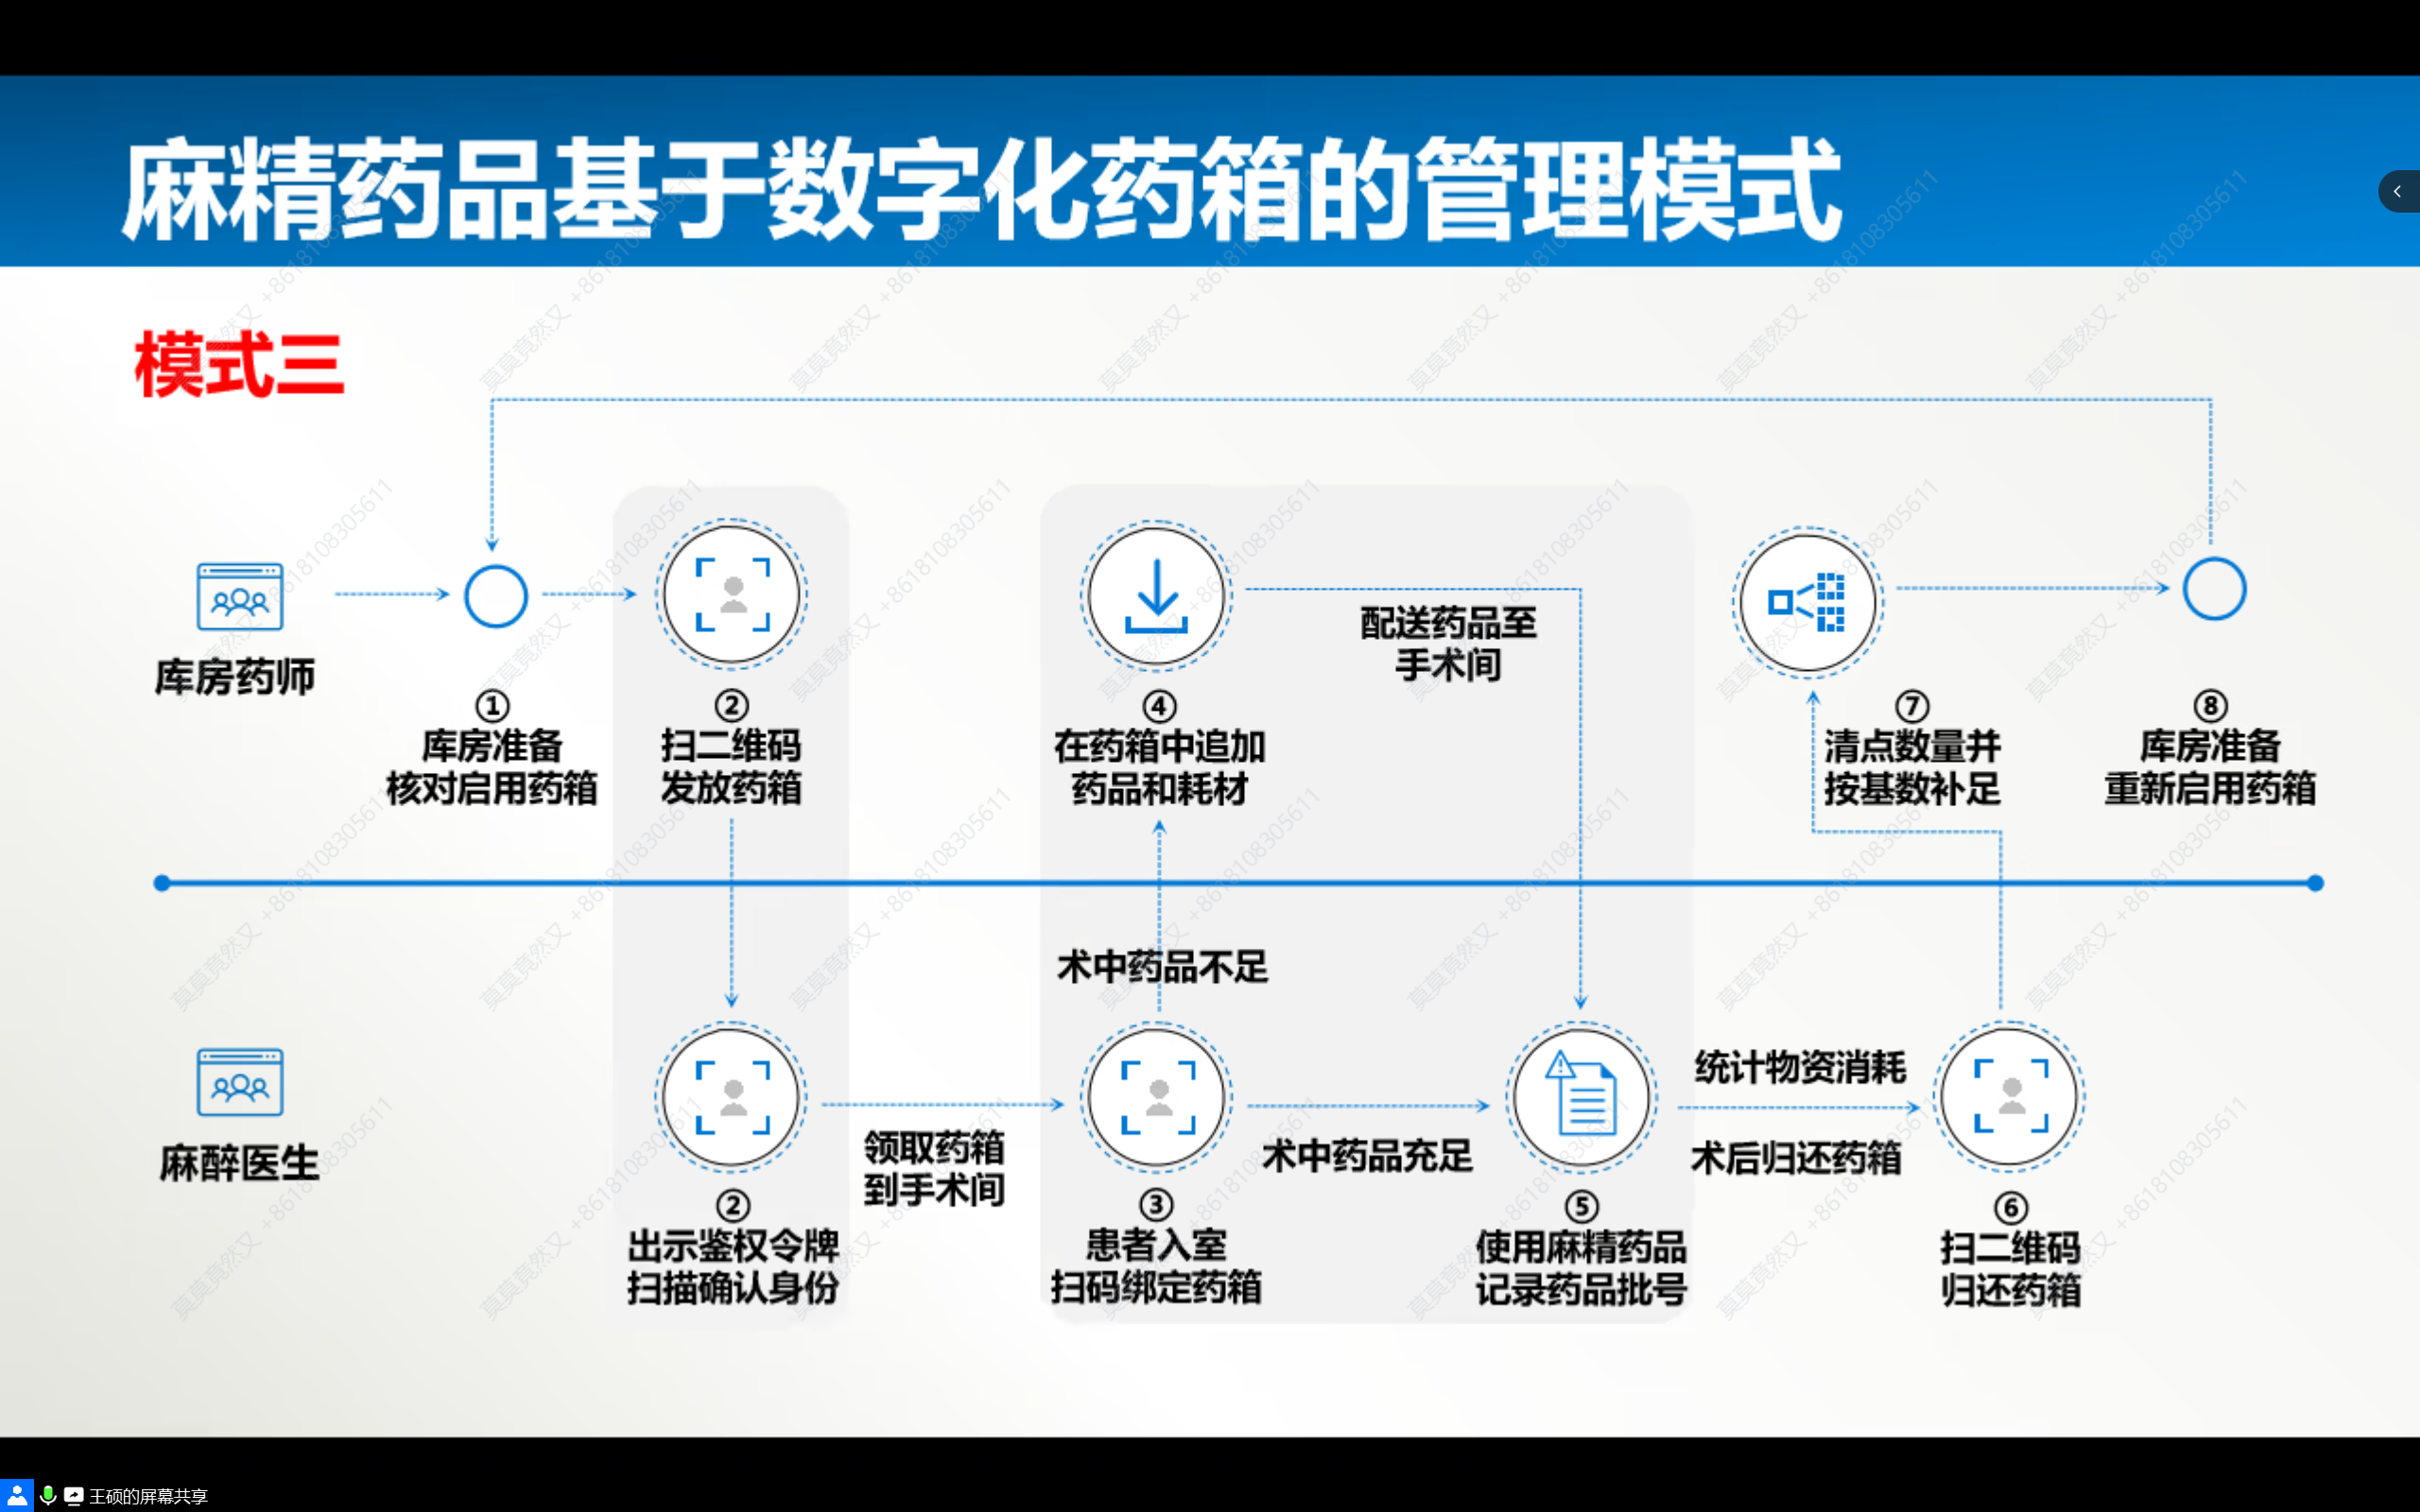 麻精药品基于数字化药箱的管理模式
模式三
库房药师
①
库房准备
核对启用药箱
②
扫二维码
发放药箱
④
在药箱中追加
药品和耗材
配送药品至
手术间
⑦
清点数量并
按基数补足
⑧
库房准备
重新启用药箱
术中药品不足
麻醉医生
②
出示鉴权令牌
扫描确认身份
领取药箱
到手术间
③
患者入室
扫码绑定药箱
术中药品充足
⑤
使用麻精药品
记录药品批号
统计物资消耗
术后归还药箱
⑥
扫二维码
归还药箱
莫莫竟然又 +8618108305611
王硕的屏幕共享